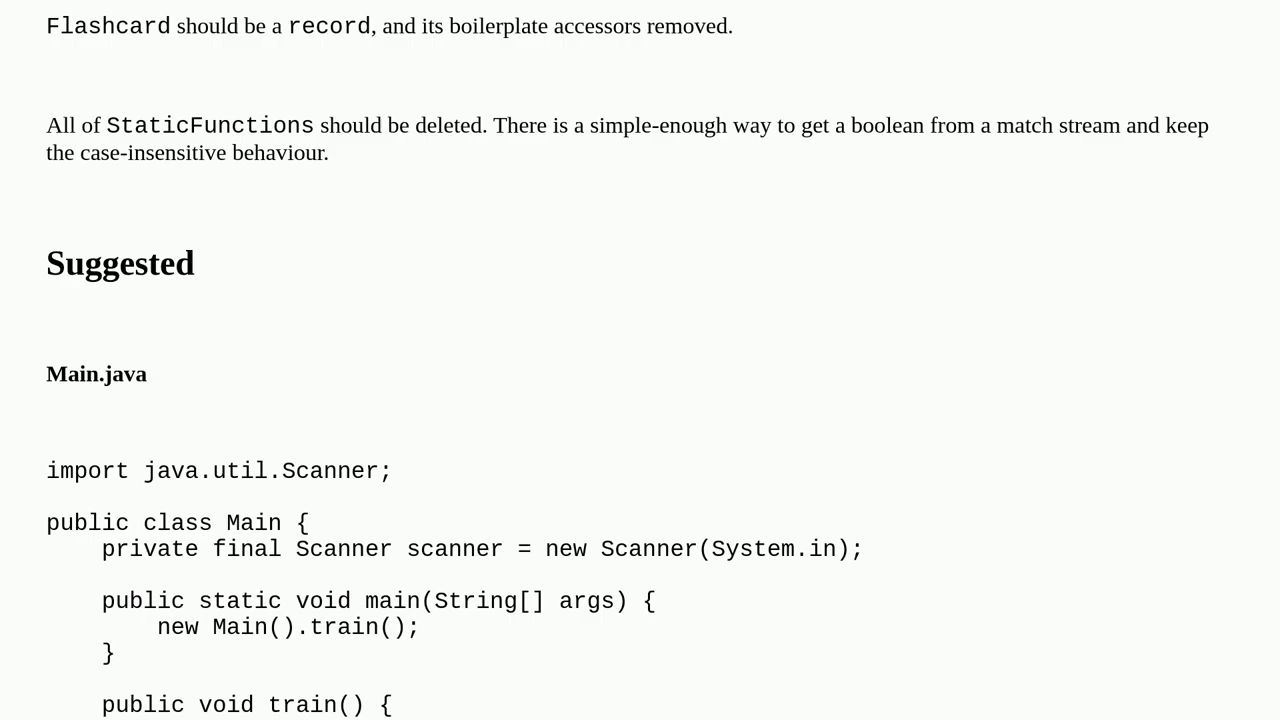 Flashcard should be a record, and its boilerplate accessors removed.
All of StaticFunctions should be deleted. There is a simple-enough way to get a boolean from a match stream and keep
the case-insensitive behaviour.
Suggested
Main.java
import java.util.Scanner;
public class Main {
    private final Scanner scanner = new Scanner(System.in);
    public static void main(String[] args) {
        new Main().train();
    }
    public void train() {